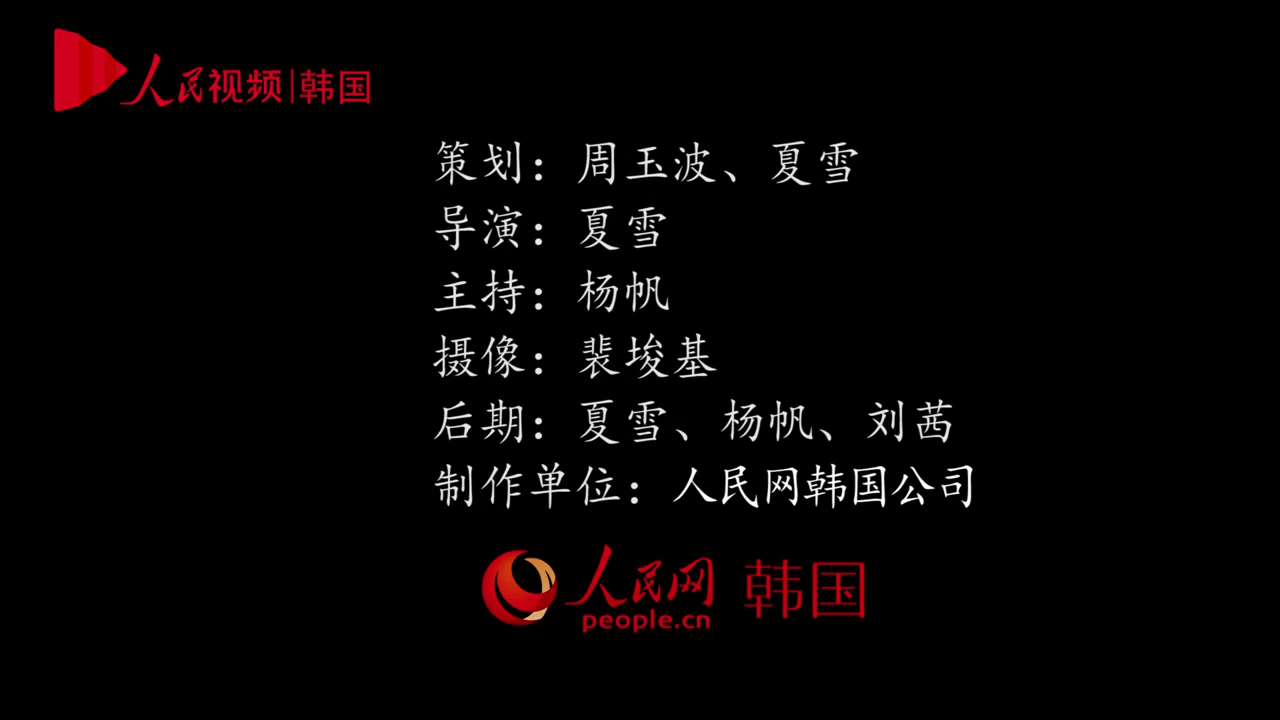 人民视频|韩国
策划：周玉波、夏雪
导演：夏雪
主持：杨帆
摄像：裴埈基
后期：夏雪、杨帆、刘茜
制作单位：人民网韩国公司
人民网 韩国
people.cn